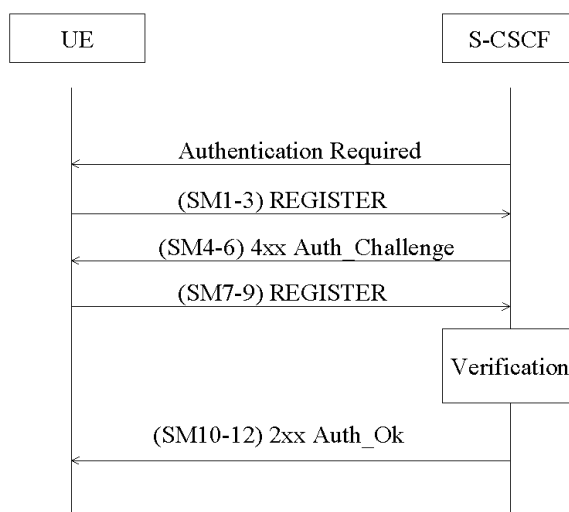 UE
S-CSCF
Authentication Required
(SM1-3) REGISTER
(SM4-6) 4xx Auth_Challenge
(SM7-9) REGISTER
Verification
(SM10-12) 2xx Auth_Ok